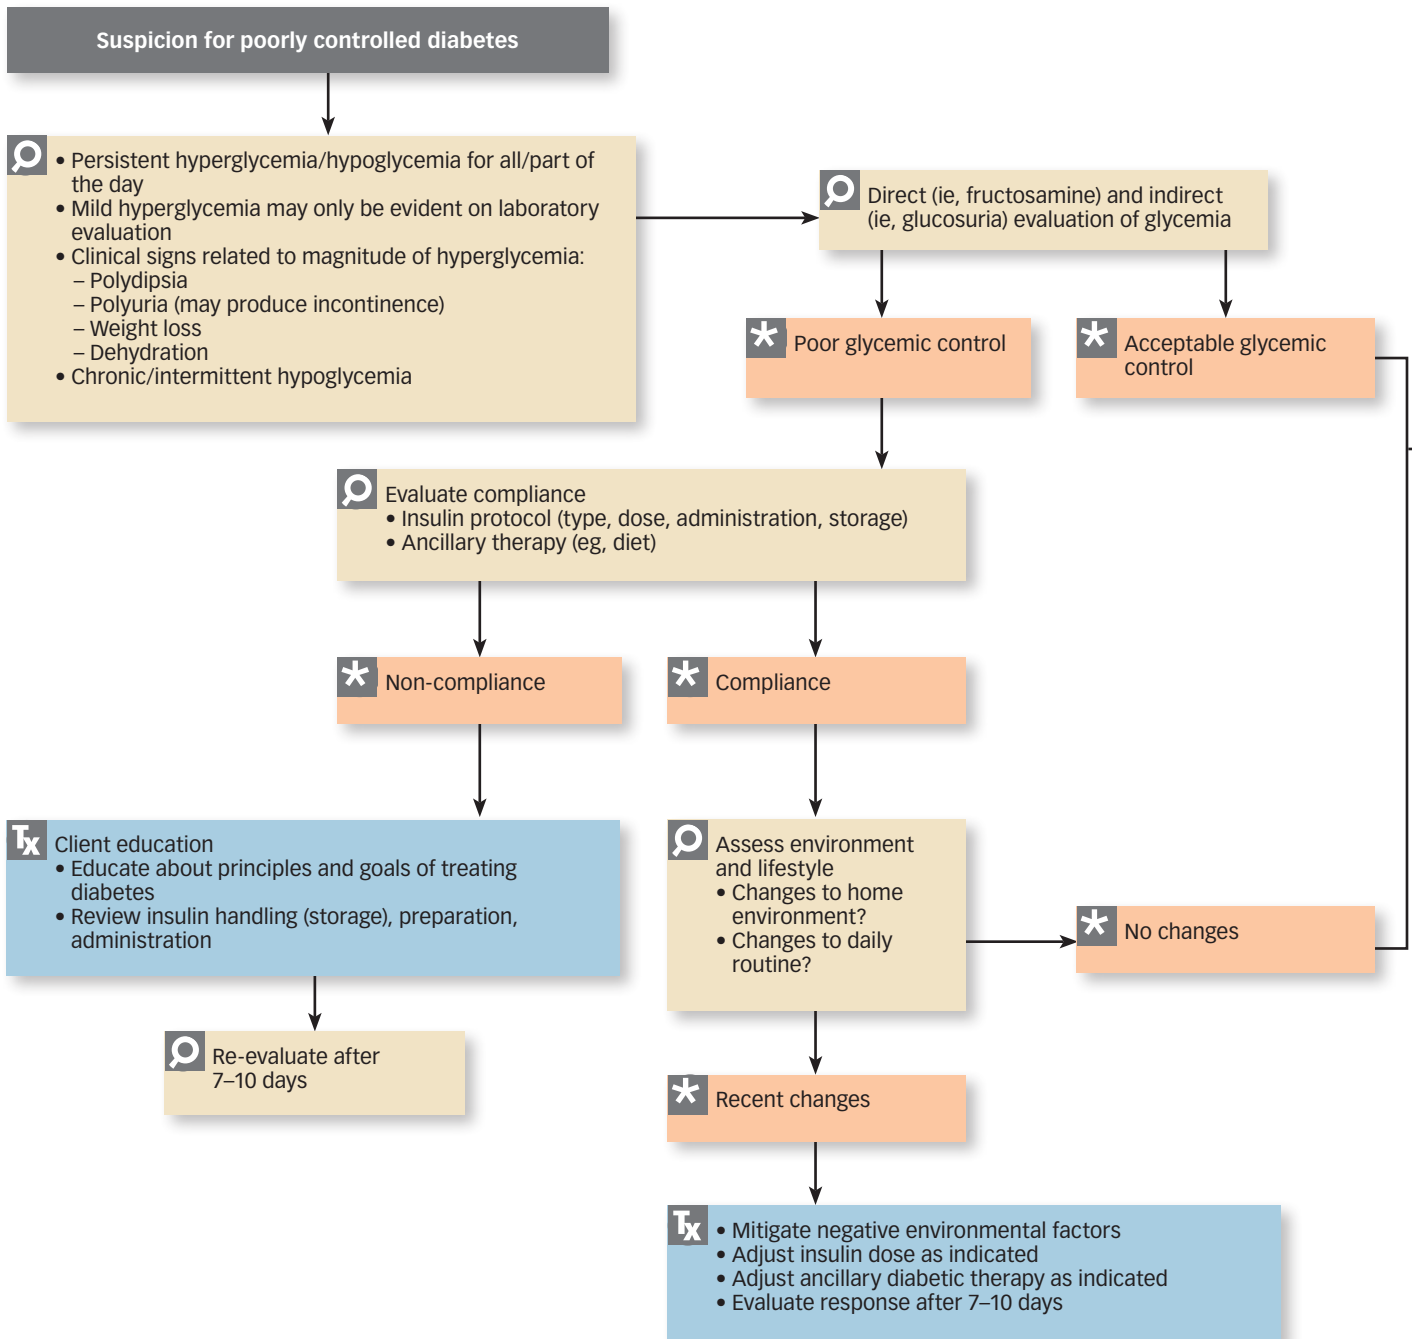 Suspicion for poorly controlled diabetes
• Persistent hyperglycemia/hypoglycemia for all/part of
the day
• Mild hyperglycemia may only be evident on laboratory
evaluation
• Clinical signs related to magnitude of hyperglycemia:
– Polydipsia
– Polyuria (may produce incontinence)
– Weight loss
– Dehydration
• Chronic/intermittent hypoglycemia
Direct (ie, fructosamine) and indirect
(ie, glucosuria) evaluation of glycemia
* Poor glycemic control
* Acceptable glycemic
control
Evaluate compliance
• Insulin protocol (type, dose, administration, storage)
• Ancillary therapy (eg, diet)
* Non-compliance
* Compliance
Tx Client education
• Educate about principles and goals of treating
diabetes
• Review insulin handling (storage), preparation,
administration
Assess environment
and lifestyle
• Changes to home
environment?
• Changes to daily
routine?
* No changes
Re-evaluate after
7–10 days
* Recent changes
Tx • Mitigate negative environmental factors
• Adjust insulin dose as indicated
• Adjust ancillary diabetic therapy as indicated
• Evaluate response after 7–10 days